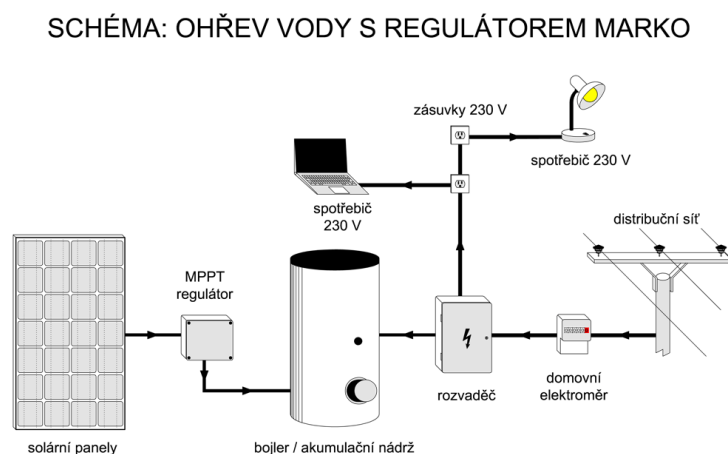 SCHÉMA: OHŘEV VODY S REGULÁTOREM MARKO
zásuvky 230 V
spotřebič 230 V
spotřebič
230 V
distribuční síť
MPPT
regulátor
rozvaděč
domovní
elektroměr
solární panely
bojler / akumulační nádrž